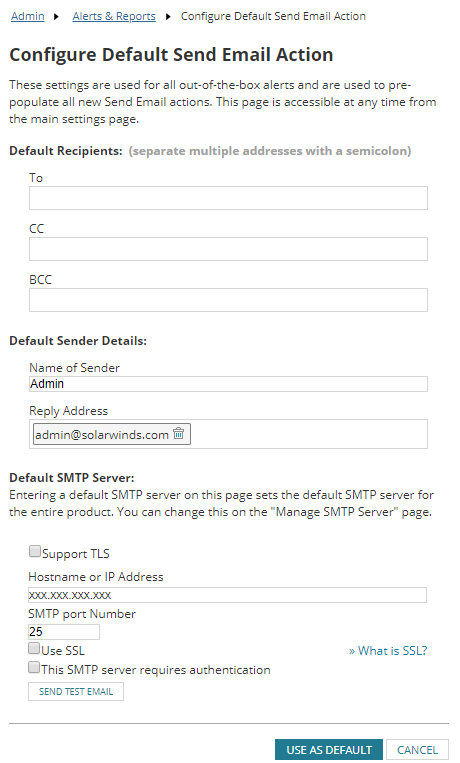 Admin ▸ Alerts & Reports ▸ Configure Default Send Email Action
Configure Default Send Email Action
These settings are used for all out-of-the-box alerts and are used to pre-
populate all new Send Email actions. This page is accessible at any time from
the main settings page.
Default Recipients: (separate multiple addresses with a semicolon)
To
CC
BCC
Default Sender Details:
Name of Sender
Admin
Reply Address
admin@solarwinds.com
Default SMTP Server:
Entering a default SMTP server on this page sets the default SMTP server for
the entire product. You can change this on the "Manage SMTP Server" page.
Support TLS
Hostname or IP Address
xxx.xxx.xxx.xxx
SMTP port Number
25
Use SSL » What is SSL?
This SMTP server requires authentication
SEND TEST EMAIL
USE AS DEFAULT CANCEL